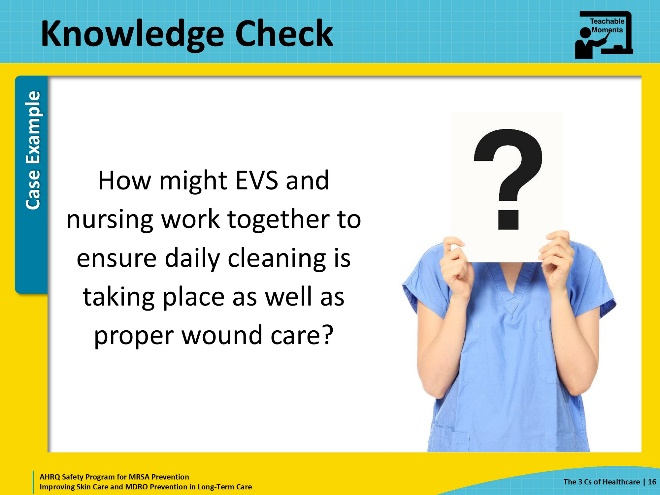 Knowledge Check
Teachable
Moments
Case Example
How might EVS and
nursing work together to
ensure daily cleaning is
taking place as well as
proper wound care?
?
AHRQ Safety Program for MRSA Prevention
Improving Skin Care and MDRO Prevention in Long-Term Care
The 3 Cs of Healthcare | 16